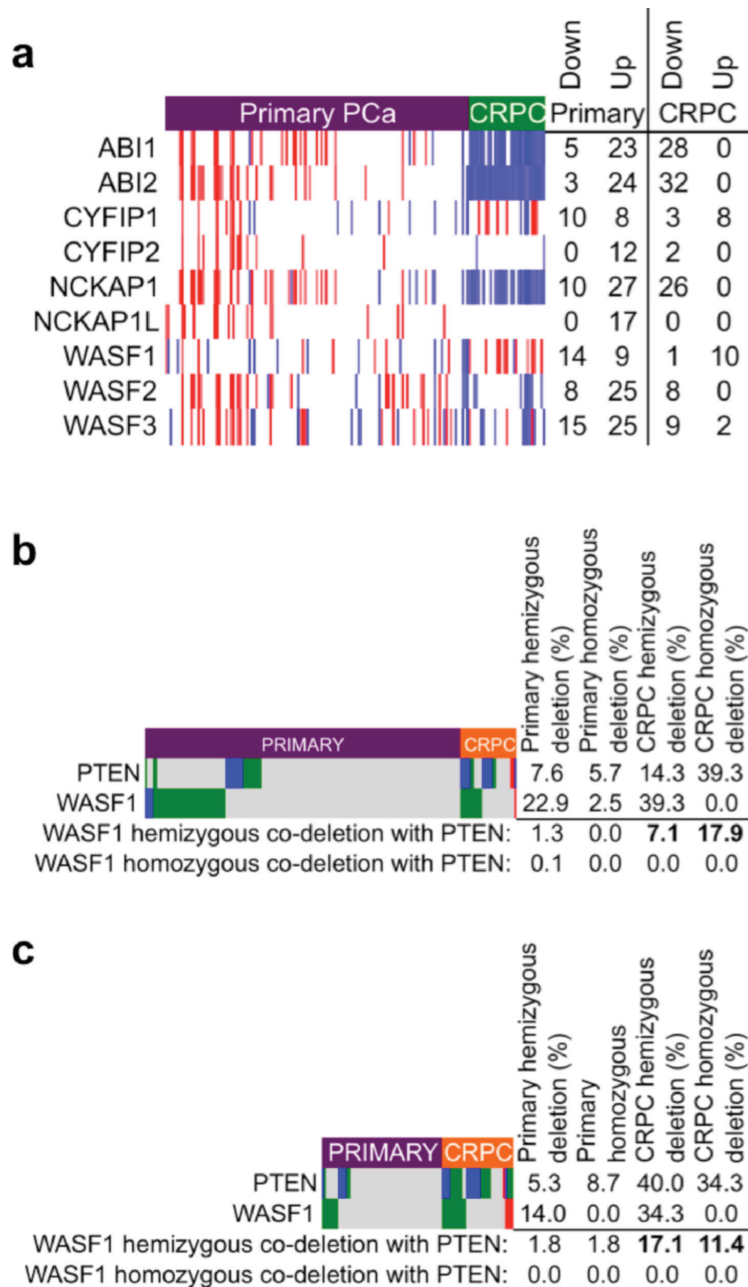 a
Down Up Down Up
Primary PCa CRPC Primary CRPC
ABI1 5 23 28 0
ABI2 3 24 32 0
CYFIP1 10 8 3 8
CYFIP2 0 12 2 0
NCKAP1 10 27 26 0
NCKAP1L 0 17 0 0
WASF1 14 9 1 10
WASF2 8 25 8 0
WASF3 15 25 9 2
b
Primary hemizygous
deletion (%)
Primary homozygous
deletion (%)
CRPC hemizygous
deletion (%)
CRPC homozygous
deletion (%)
PRIMARY CRPC
PTEN 7.6 5.7 14.3 39.3
WASF1 22.9 2.5 39.3 0.0
WASF1 hemizygous co-deletion with PTEN: 1.3 0.0 7.1 17.9
WASF1 homozygous co-deletion with PTEN: 0.1 0.0 0.0 0.0
c
Primary hemizygous
deletion (%)
Primary
homozygous
CRPC hemizygous
deletion (%)
CRPC homozygous
deletion (%)
PRIMARY CRPC
PTEN 5.3 8.7 40.0 34.3
WASF1 14.0 0.0 34.3 0.0
WASF1 hemizygous co-deletion with PTEN: 1.8 1.8 17.1 11.4
WASF1 homozygous co-deletion with PTEN: 0.0 0.0 0.0 0.0